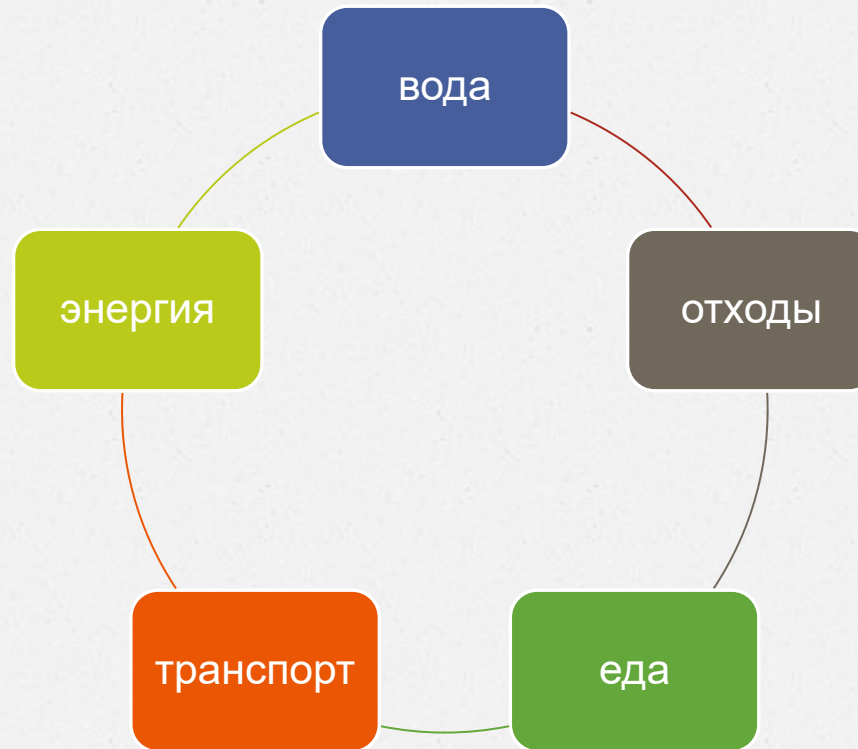 вода
энергия
отходы
транспорт
еда